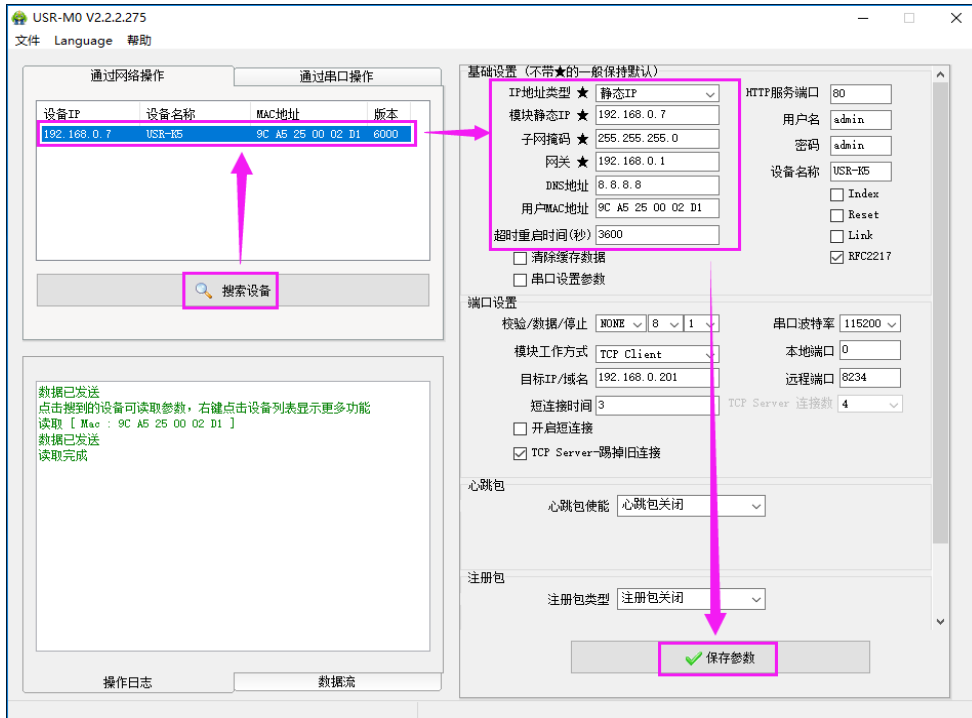 USR-M0 V2.2.2.275
文件 Language 帮助
通过网络操作 通过串口操作
设备IP 设备名称 MAC地址 版本
192.168.0.7 USR-K5 9C A5 25 00 02 D1 6000
搜索设备
数据已发送
点击搜到的设备可读取参数，右键点击设备列表显示更多功能
读取 [ Mac : 9C A5 25 00 02 D1 ]
数据已发送
读取完成
操作日志 数据流
基础设置 (不带★的一般保持默认)
IP地址类型 ★ 静态IP HTTP服务端口 80
模块静态IP ★ 192.168.0.7 用户名 admin
子网掩码 ★ 255.255.255.0 密码 admin
网关 ★ 192.168.0.1 设备名称 USR-K5
DNS地址 8.8.8.8 Index
用户MAC地址 9C A5 25 00 02 D1 Reset
超时重启时间(秒) 3600 Link
清除缓存数据 RFC2217
串口设置参数
端口设置
校验/数据/停止 NONE 8 1 串口波特率 115200
模块工作方式 TCP Client 本地端口 0
目标IP/域名 192.168.0.201 远程端口 8234
短连接时间 3 TCP Server 连接数 4
开启短连接
TCP Server-踢掉旧连接
心跳包
心跳包使能 心跳包关闭
注册包
注册包类型 注册包关闭
保存参数